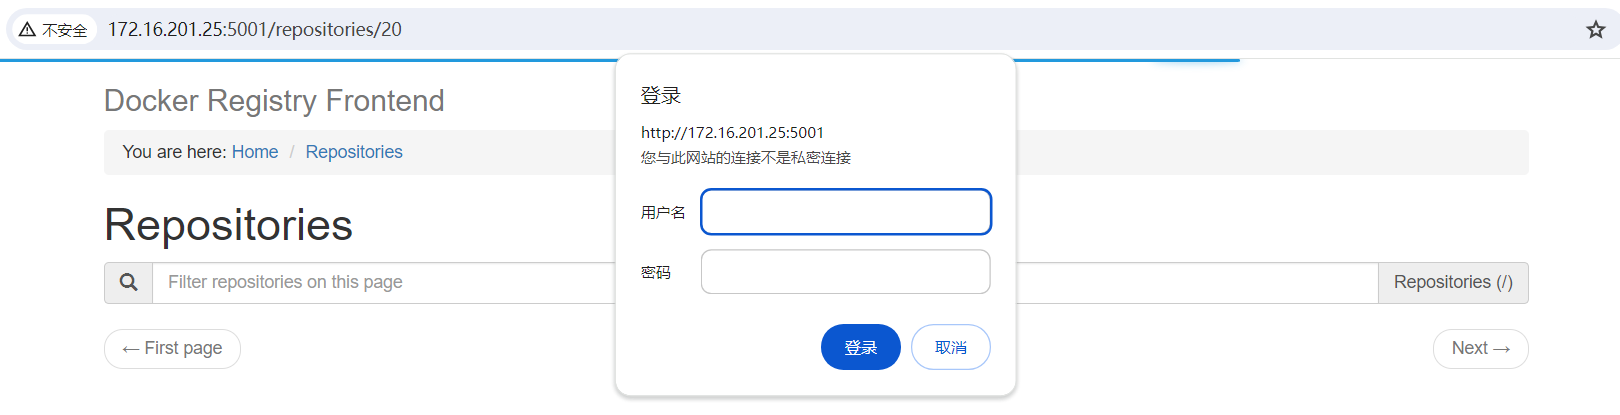 不安全 172.16.201.25:5001/repositories/20
Docker Registry Frontend
You are here: Home / Repositories
Repositories
Filter repositories on this page
Repositories (/)
← First page
Next →
登录
http://172.16.201.25:5001
您与此网站的连接不是私密连接
用户名
密码
登录 取消